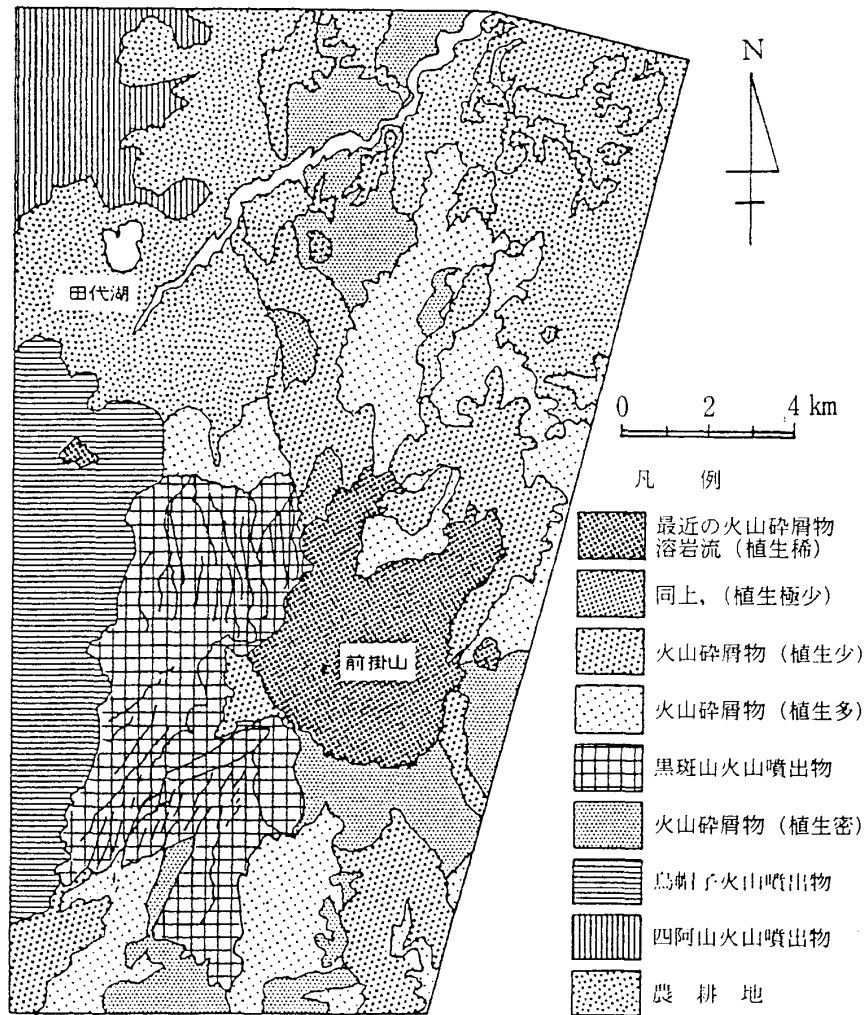 N
田代湖
0 2 4 km
凡 例
最近の火山砕屑物
溶岩流 (植生稀)
同上, (植生極少)
火山砕屑物 (植生少)
前掛山
火山砕屑物 (植生多)
黒斑山火山噴出物
火山砕屑物 (植生密)
烏帽子火山噴出物
四阿山火山噴出物
農 耕 地